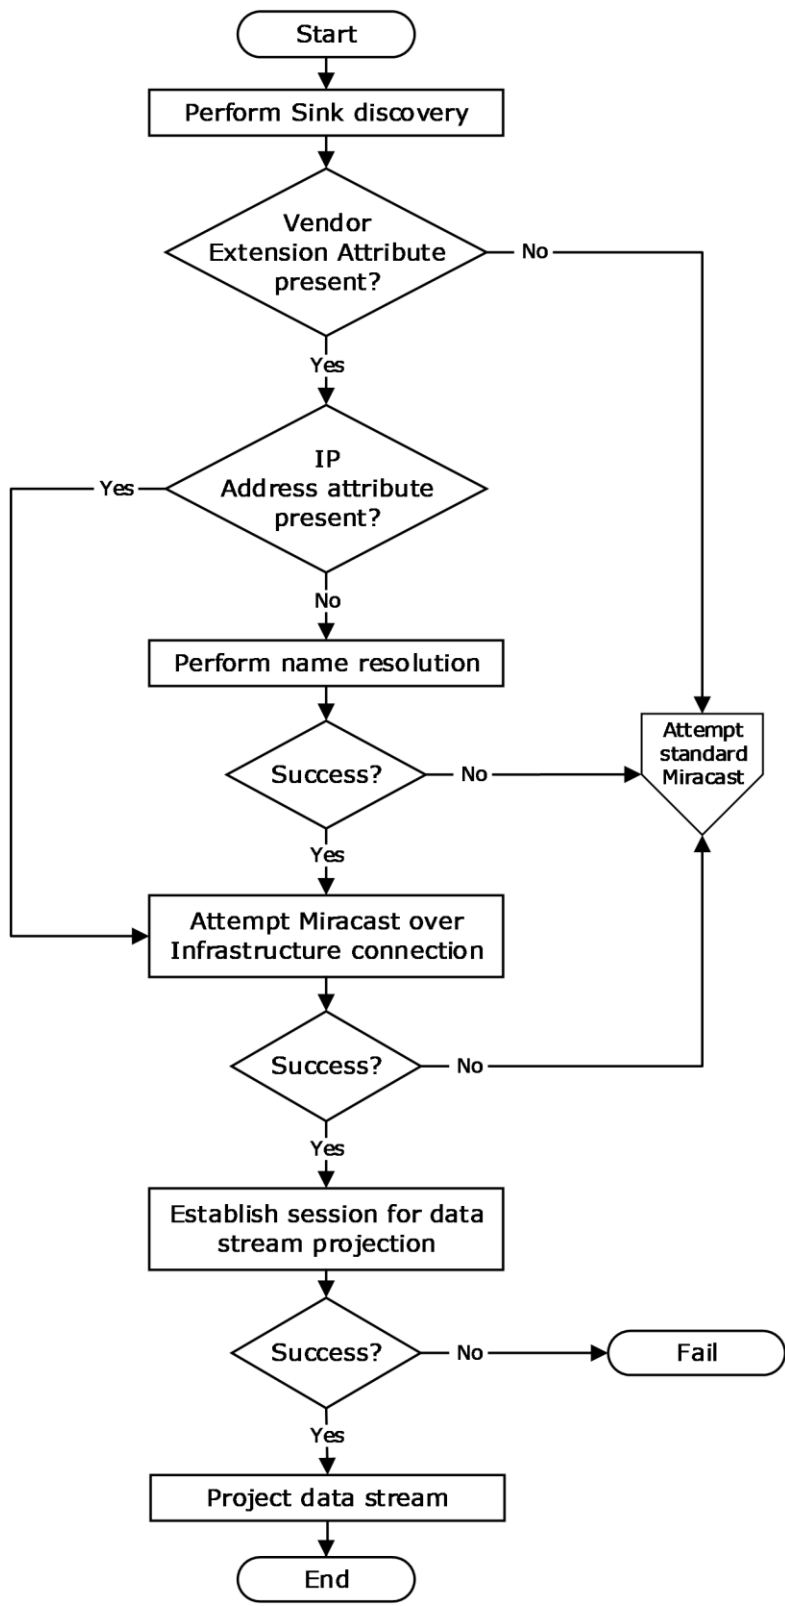 Start
Perform Sink discovery
Vendor
Extension Attribute
present?
No
Yes
IP
Address attribute
present?
Yes
No
Perform name resolution
Attempt
standard
Miracast
Success?
No
Yes
Attempt Miracast over
Infrastructure connection
Success?
No
Yes
Establish session for data
stream projection
Success?
No
Fail
Yes
Project data stream
End